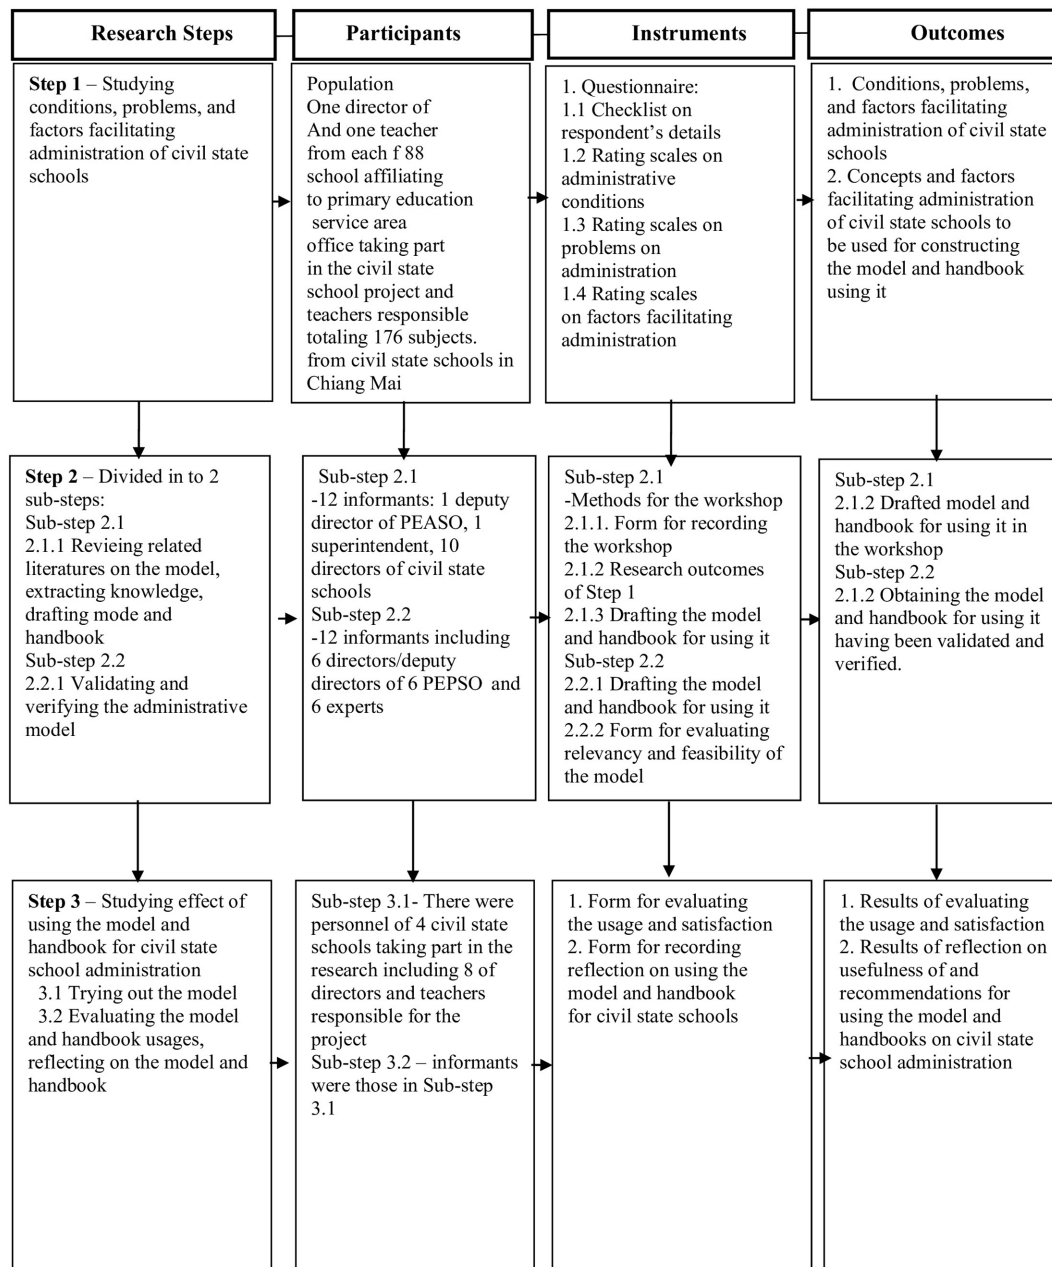 Research Steps
Participants
Instruments
Outcomes
Step 1 – Studying
conditions, problems, and
factors facilitating
administration of civil state
schools
Population
One director of
And one teacher
from each f 88
school affiliating
to primary education
service area
office taking part
in the civil state
school project and
teachers responsible
totaling 176 subjects.
from civil state schools in
Chiang Mai
1. Questionnaire:
1.1 Checklist on
respondent’s details
1.2 Rating scales on
administrative
conditions
1.3 Rating scales on
problems on
administration
1.4 Rating scales
on factors facilitating
administration
1. Conditions, problems,
and factors facilitating
administration of civil state
schools
2. Concepts and factors
facilitating administration
of civil state schools to
be used for constructing
the model and handbook
using it
Step 2 – Divided in to 2
sub-steps:
Sub-step 2.1
2.1.1 Revieing related
literatures on the model,
extracting knowledge,
drafting mode and
handbook
Sub-step 2.2
2.2.1 Validating and
verifying the administrative
model
Sub-step 2.1
-12 informants: 1 deputy
director of PEASO, 1
superintendent, 10
directors of civil state
schools
Sub-step 2.2
-12 informants including
6 directors/deputy
directors of 6 PEPSO and
6 experts
Sub-step 2.1
-Methods for the workshop
2.1.1. Form for recording
the workshop
2.1.2 Research outcomes
of Step 1
2.1.3 Drafting the model
and handbook for using it
Sub-step 2.2
2.2.1 Drafting the model
and handbook for using it
2.2.2 Form for evaluating
relevancy and feasibility of
the model
Sub-step 2.1
2.1.2 Drafted model and
handbook for using it in
the workshop
Sub-step 2.2
2.1.2 Obtaining the model
and handbook for using it
having been validated and
verified.
Step 3 – Studying effect of
using the model and
handbook for civil state
school administration
3.1 Trying out the model
3.2 Evaluating the model
and handbook usages,
reflecting on the model and
handbook
Sub-step 3.1- There were
personnel of 4 civil state
schools taking part in the
research including 8 of
directors and teachers
responsible for the
project
Sub-step 3.2 – informants
were those in Sub-step
3.1
1. Form for evaluating
the usage and satisfaction
2. Form for recording
reflection on using the
model and handbook
for civil state schools
1. Results of evaluating
the usage and satisfaction
2. Results of reflection on
usefulness of and
recommendations for
using the model and
handbooks on civil state
school administration